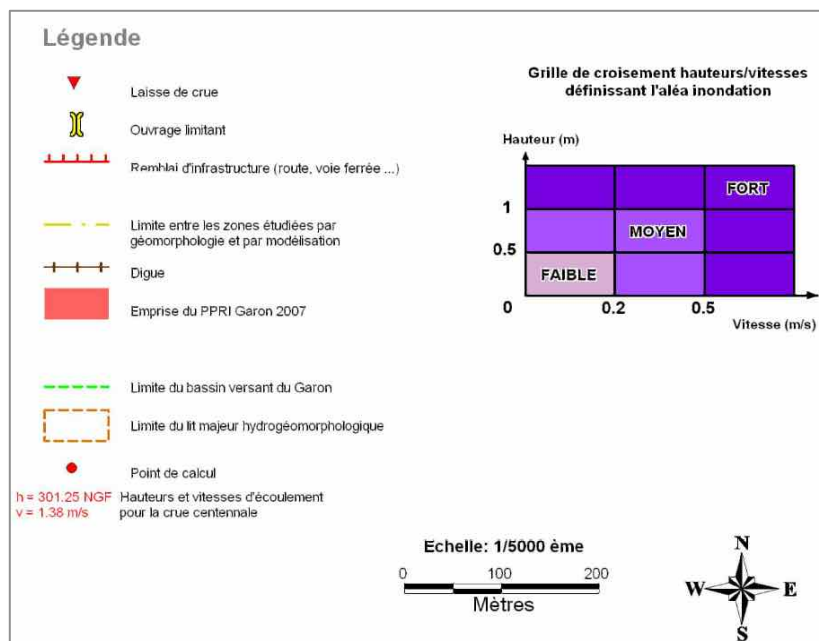 Légende
Laisse de crue
Ouvrage limitant
Remblai d'infrastructure (route, voie ferrée ...)
Limite entre les zones étudiées par
géomorphologie et par modélisation
Digue
Emprise du PPRI Garon 2007
Limite du bassin versant du Garon
Limite du lit majeur hydrogéomorphologique
Point de calcul
h = 301.25 NGF Hauteurs et vitesses d'écoulement
v = 1.38 m/s pour la crue centennale
Grille de croisement hauteurs/vitesses
définissant l'aléa inondation
Hauteur (m)
FORT
1
MOYEN
0.5
FAIBLE
0 0.2 0.5
Vitesse (m/s)
Echelle: 1/5000 ème
0 100 200
Mètres
N
W E
S